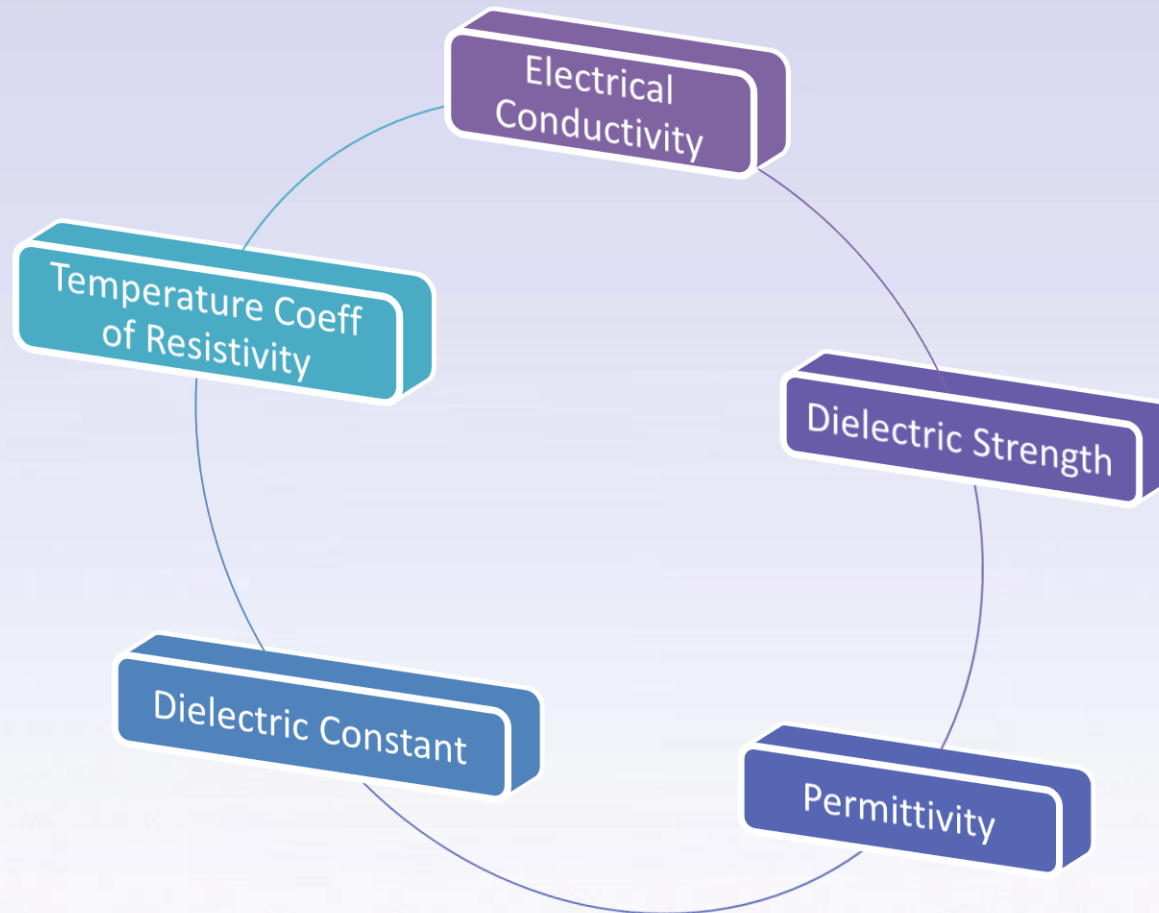 Electrical
Conductivity
Temperature Coeff
of Resistivity
Dielectric Strength
Dielectric Constant
Permittivity